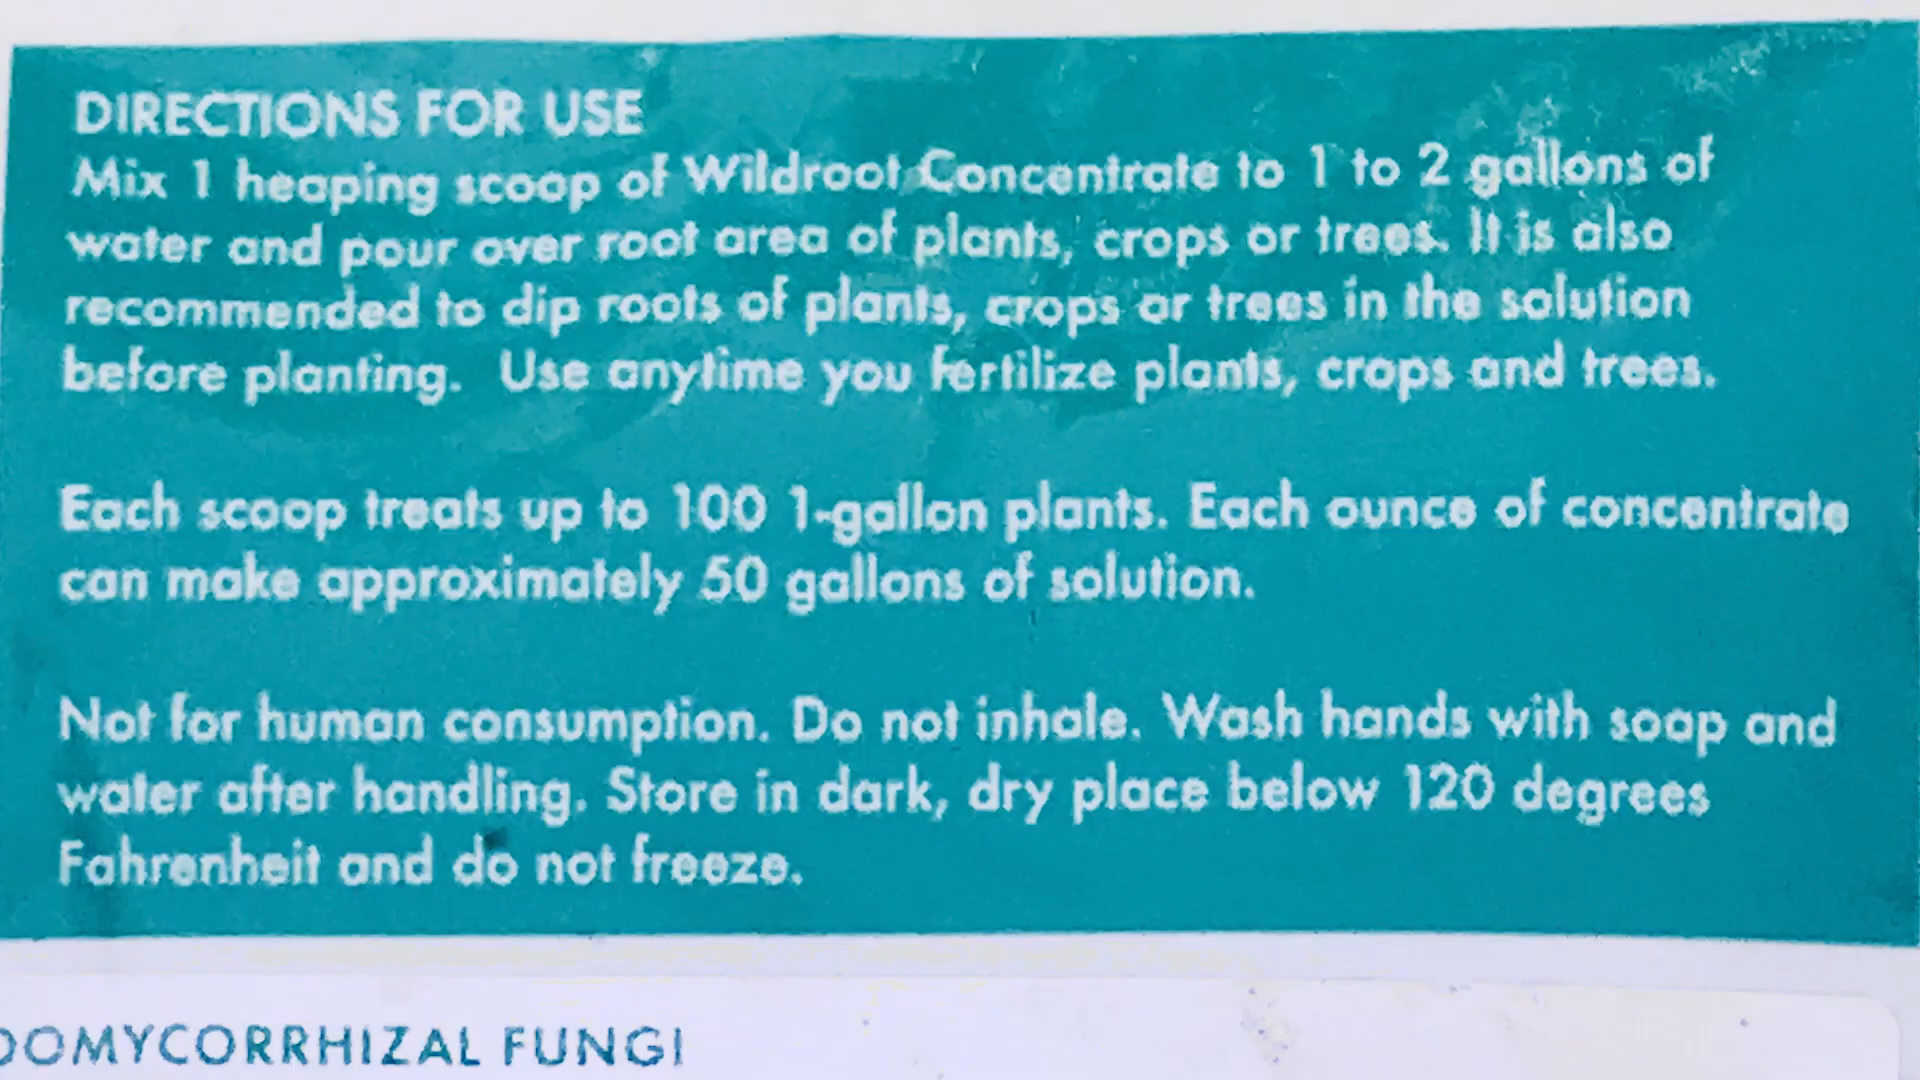 DIRECTIONS FOR USE
Mix 1 heaping scoop of Wildroot Concentrate to 1 to 2 gallons of
water and pour over root area of plants, crops or trees. It is also
recommended to dip roots of plants, crops or trees in the solution
before planting. Use anytime you fertilize plants, crops and trees.
Each scoop treats up to 100 1-gallon plants. Each ounce of concentrate
can make approximately 50 gallons of solution.
Not for human consumption. Do not inhale. Wash hands with soap and
water after handling. Store in dark, dry place below 120 degrees
Fahrenheit and do not freeze.
OMYCORRHIZAL FUNGI